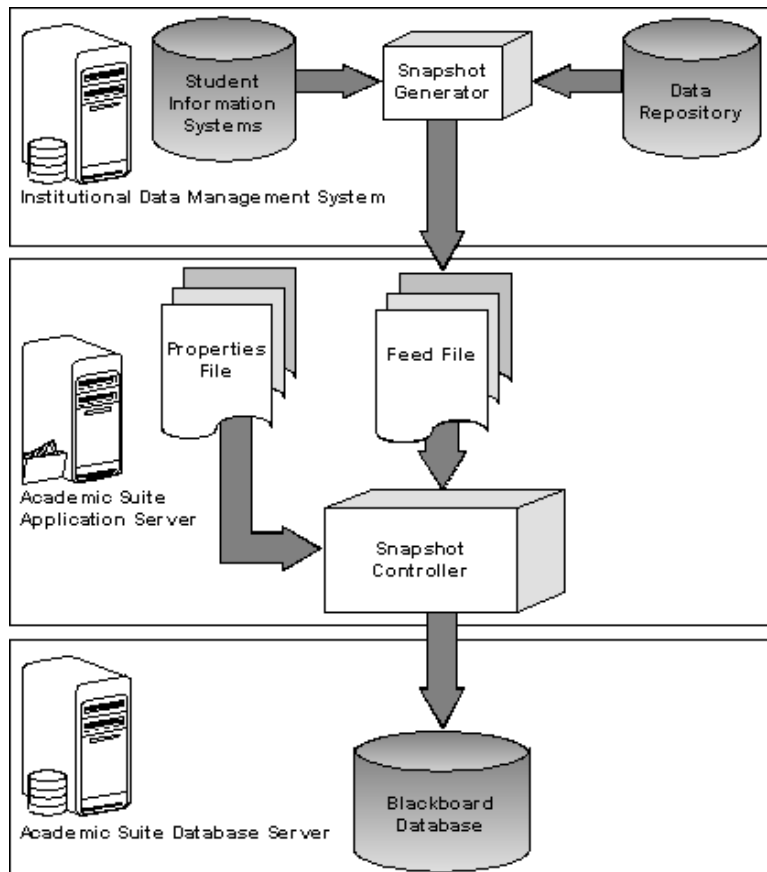 Student
Information
Systems
Snapshot
Generator
Data
Repository
Institutional Data Management System
Properties
File
Feed File
Academic Suite
Application Server
Snapshot
Controller
Blackboard
Database
Academic Suite Database Server